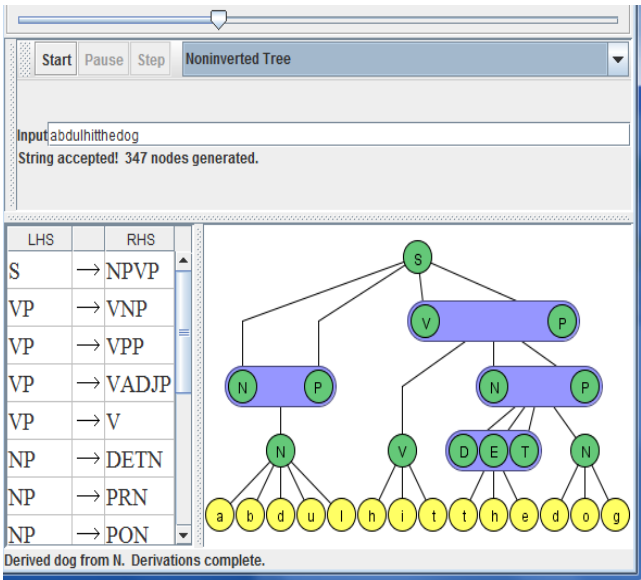 Start Pause Step Noninverted Tree
Input abdulhitthedog
String accepted! 347 nodes generated.
LHS RHS
S → NPVP
VP → VNP
VP → VPP
VP → VADJP
VP → V
NP → DETN
NP → PRN
NP → PON
S
V P
N P N P
N V D E T N
a b d u l h i t t h e d o g
Derived dog from N. Derivations complete.